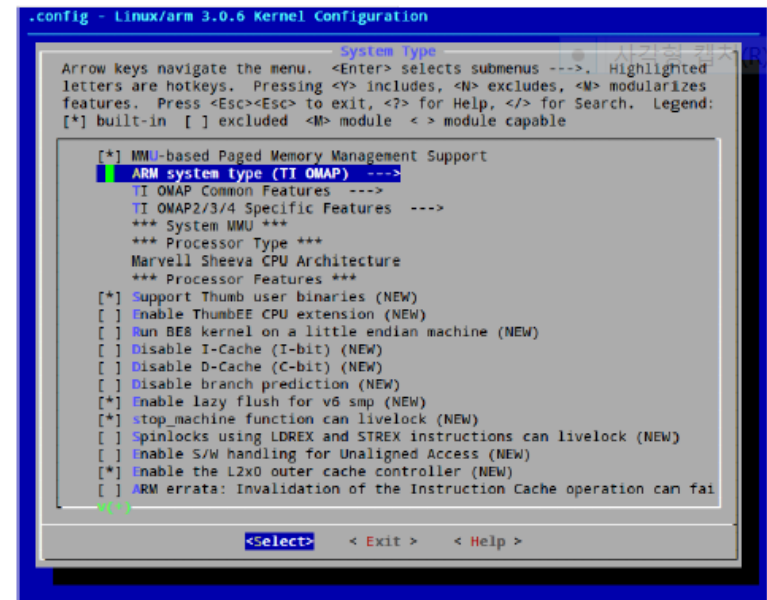 .config - Linux/arm 3.0.6 Kernel Configuration
System Type
사각형 캡처(R)
Arrow keys navigate the menu.  <Enter> selects submenus --->.  Highlighted
letters are hotkeys.  Pressing <Y> includes, <N> excludes, <M> modularizes
features.  Press <Esc><Esc> to exit, <?> for Help, </> for Search.  Legend:
[*] built-in  [ ] excluded  <M> module  < > module capable
[*] MMU-based Paged Memory Management Support
ARM system type (TI OMAP)  --->
TI OMAP Common Features  --->
TI OMAP2/3/4 Specific Features  --->
*** System MMU ***
*** Processor Type ***
Marvell Sheeva CPU Architecture
*** Processor Features ***
[*] Support Thumb user binaries (NEW)
[ ] Enable ThumbEE CPU extension (NEW)
[ ] Run BE8 kernel on a little endian machine (NEW)
[ ] Disable I-Cache (I-bit) (NEW)
[ ] Disable D-Cache (C-bit) (NEW)
[ ] Disable branch prediction (NEW)
[*] Enable lazy flush for v6 smp (NEW)
[*] stop_machine function can livelock (NEW)
[ ] Spinlocks using LDREX and STREX instructions can livelock (NEW)
[ ] Enable S/W handling for Unaligned Access (NEW)
[*] Enable the L2x0 outer cache controller (NEW)
[ ] ARM errata: Invalidation of the Instruction Cache operation can fai
v(+)
<Select>    < Exit >    < Help >